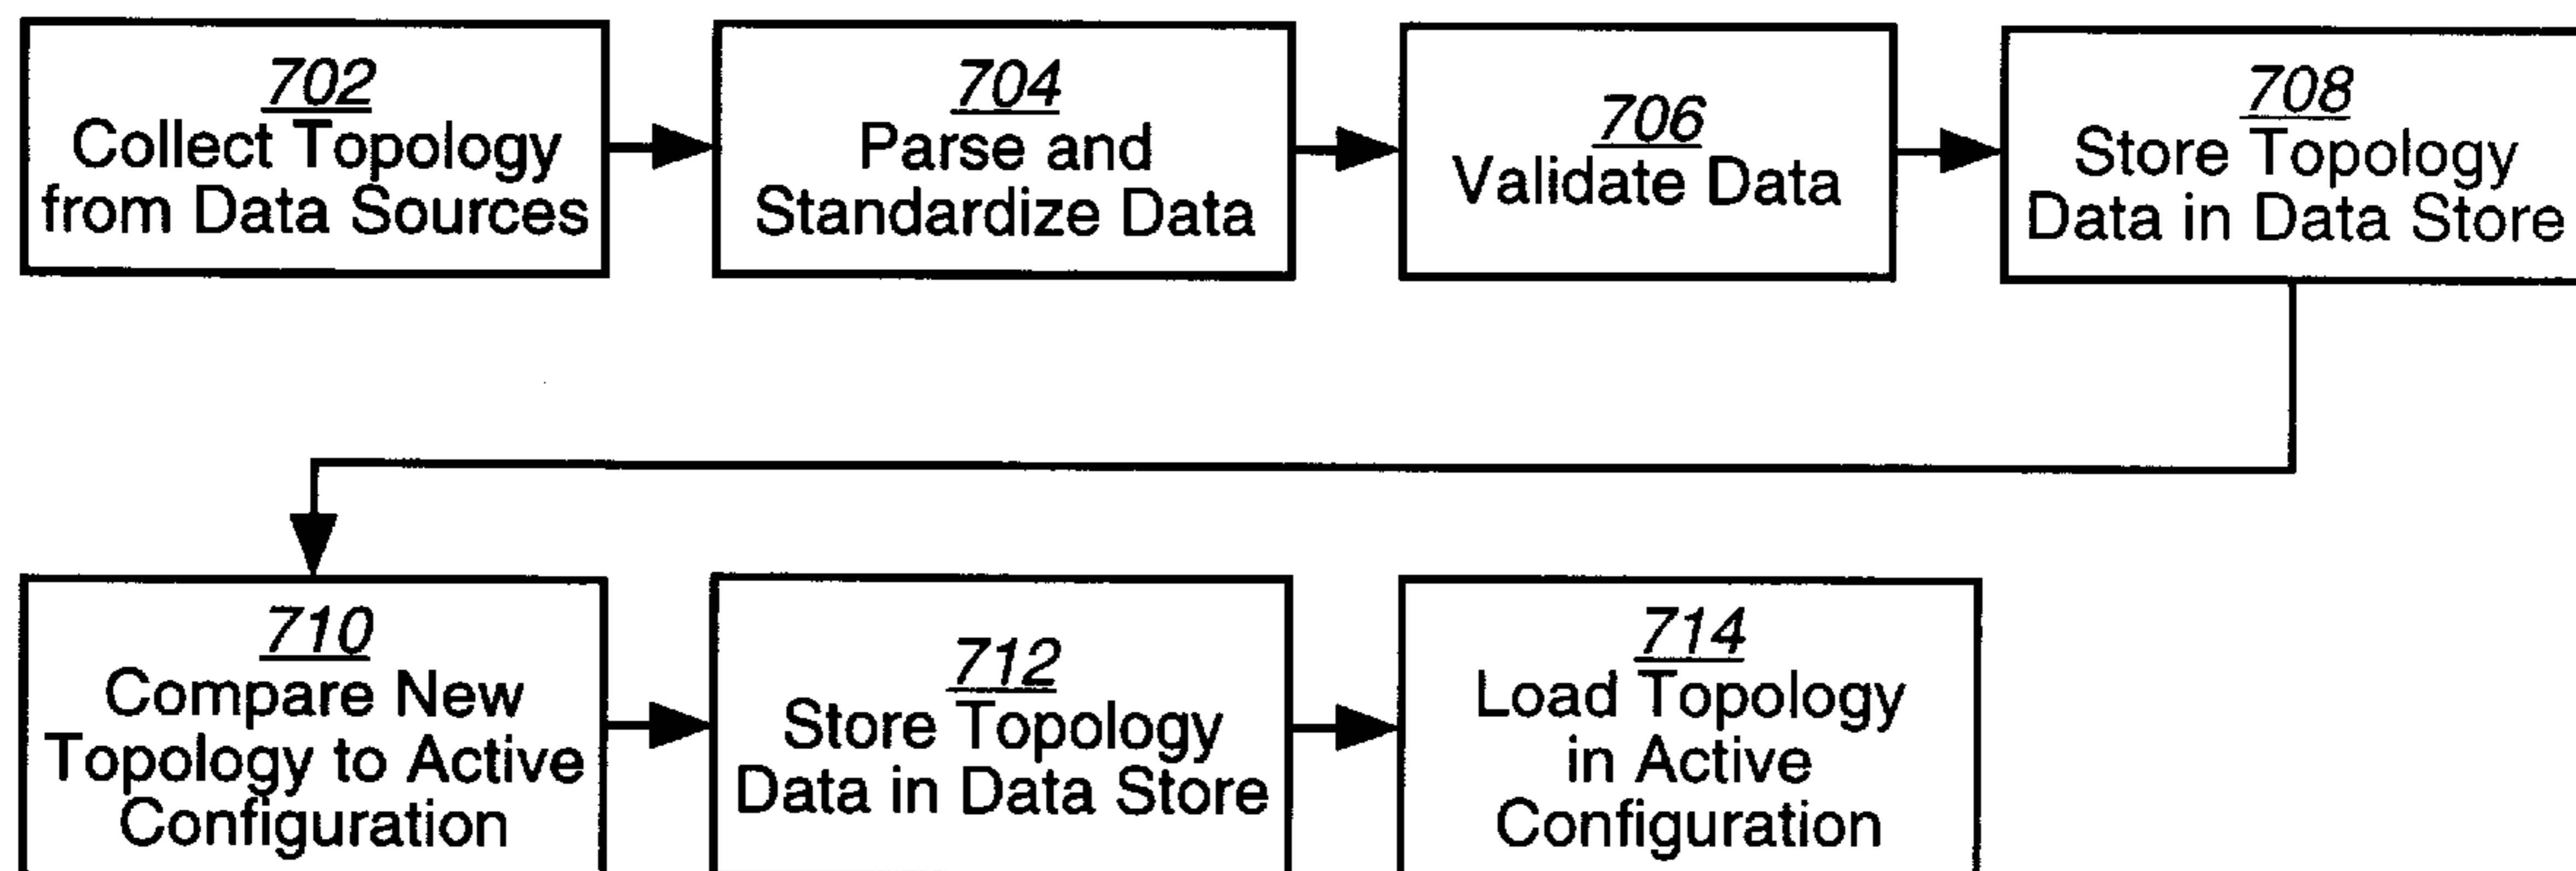 702
Collect Topology
from Data Sources
704
Parse and
Standardize Data
706
Validate Data
708
Store Topology
Data in Data Store
710
Compare New
Topology to Active
Configuration
712
Store Topology
Data in Data Store
714
Load Topology
in Active
Configuration